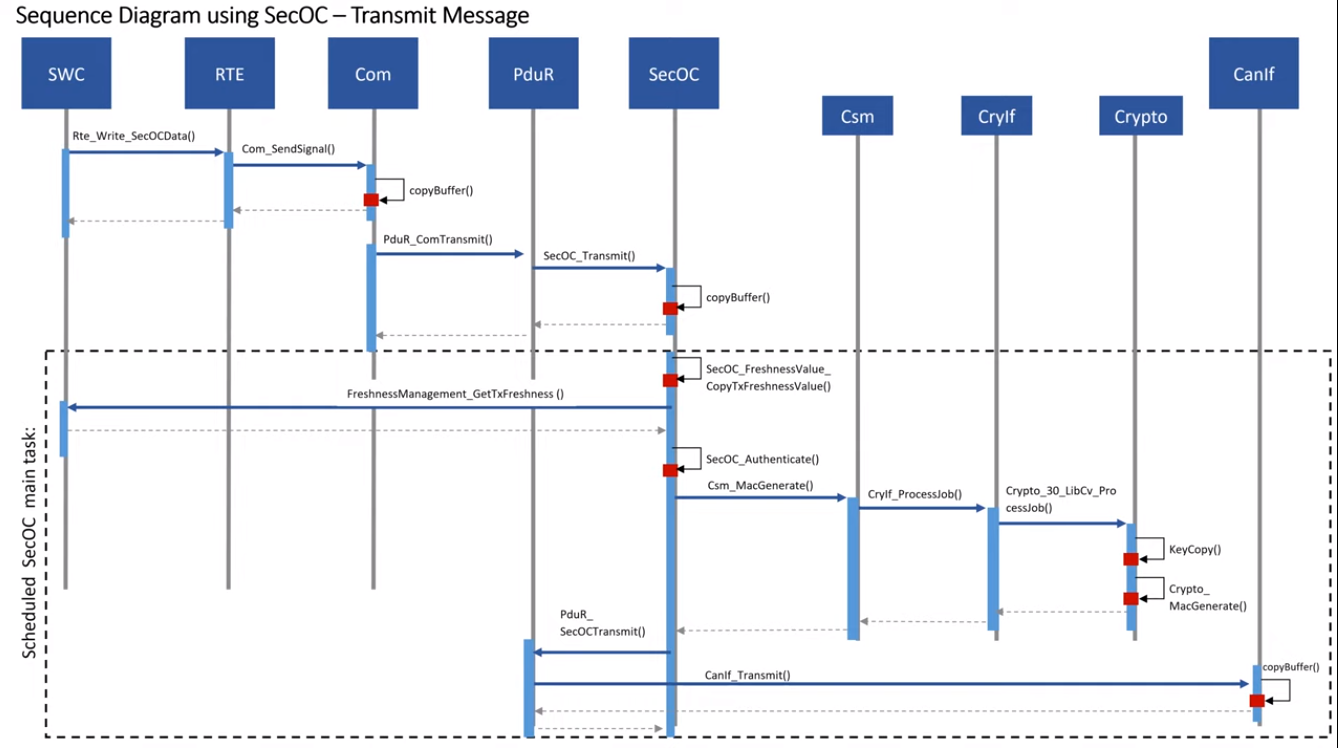 Sequence Diagram using SecOC – Transmit Message
SWC
RTE
Com
PduR
SecOC
CanIf
Csm
CryIf
Crypto
Rte_Write_SecOCData()
Com_SendSignal()
copyBuffer()
PduR_ComTransmit()
SecOC_Transmit()
copyBuffer()
SecOC_FreshnessValue_
CopyTxFreshnessValue()
FreshnessManagement_GetTxFreshness ()
SecOC_Authenticate()
Csm_MacGenerate()
CryIf_ProcessJob()
Crypto_30_LibCv_Pro
cessJob()
KeyCopy()
Crypto_
MacGenerate()
PduR_
SecOCTransmit()
CanIf_Transmit()
copyBuffer()
Scheduled SecOC main task: